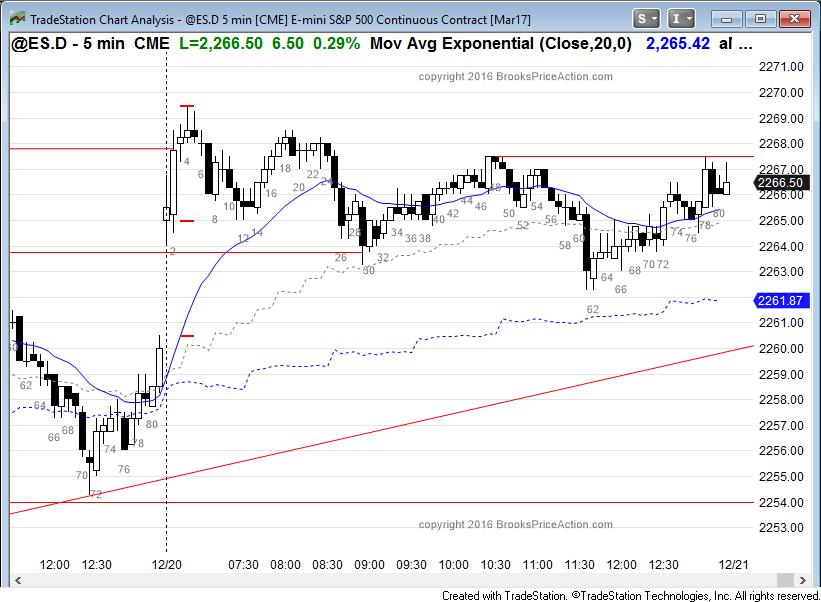 TradeStation Chart Analysis - @ES.D 5 min [CME] E-mini S&P 500 Continuous Contract [Mar17]
S I
@ES.D - 5 min CME L=2,266.50 6.50 0.29% Mov Avg Exponential (Close,20,0) 2,265.42 al ...
copyright 2016 BrooksPriceAction.com
2271.00
2270.00
2269.00
2268.00
2267.00
2266.50
2266.00
2265.00
2264.00
2263.00
2261.87
2261.00
2260.00
2259.00
2258.00
2257.00
2256.00
2255.00
2254.00
2253.00
62 64 66 68 70 72 74 76 78 80
2 4 6 8 10 12 14 16 18 20 22 24 26 28 30 32 34 36 38 40 42 44 46 48 50 52 54 56 58 60 62 64 66 68 70 72 74 76 78 80
copyright 2016 BrooksPriceAction.com
12:00 12:30 12/20 07:30 08:00 08:30 09:00 09:30 10:00 10:30 11:00 11:30 12:00 12:30 12/21
Created with TradeStation. ©TradeStation Technologies, Inc. All rights reserved.